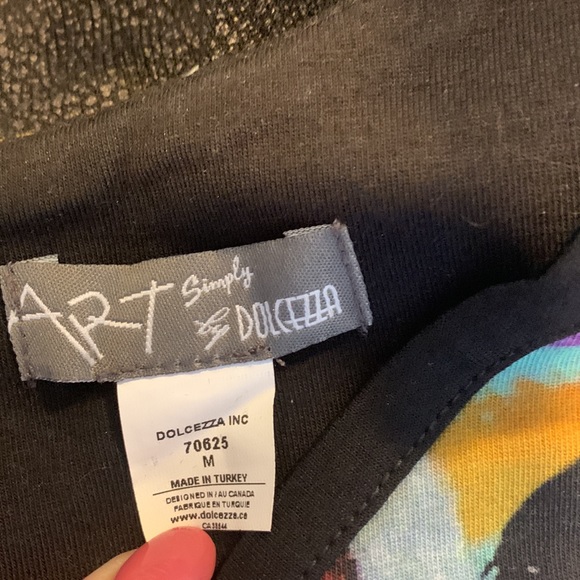 ART Simply by DOLCEZZA
DOLCEZZA INC
70625
M
MADE IN TURKEY
DESIGNED IN / AU CANADA
FABRIQUE EN TURQUIE
www.dolcezza.ca